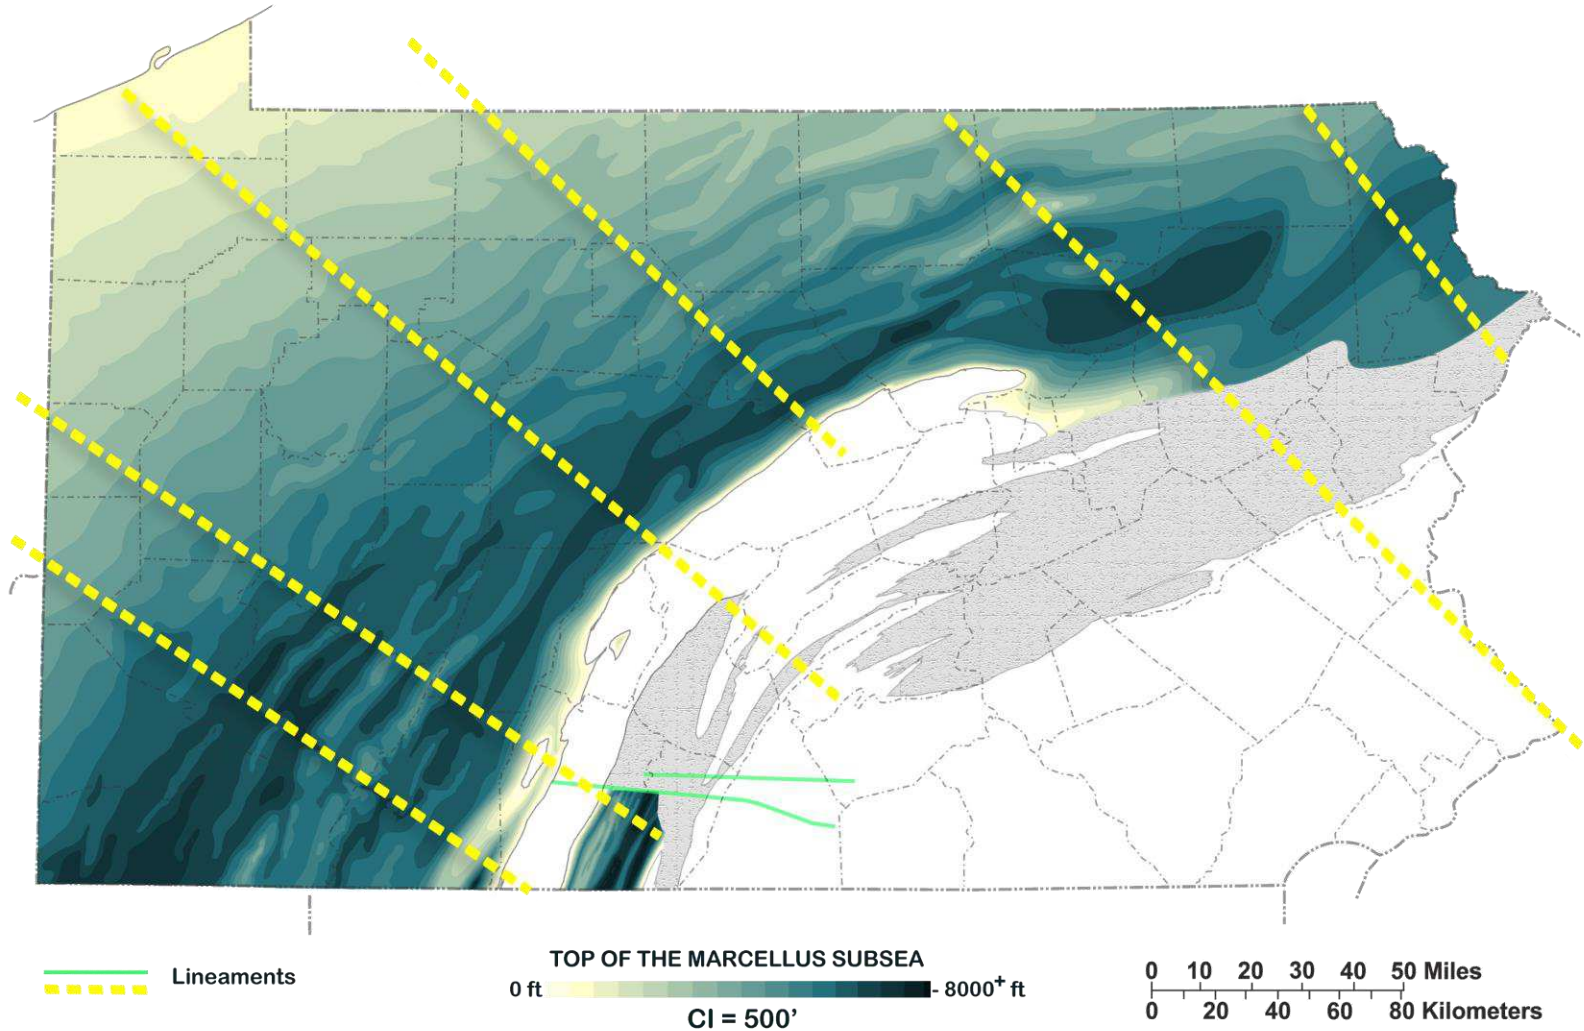 Lineaments
TOP OF THE MARCELLUS SUBSEA
0 ft - 8000+ ft
CI = 500'
0 10 20 30 40 50 Miles
0 20 40 60 80 Kilometers